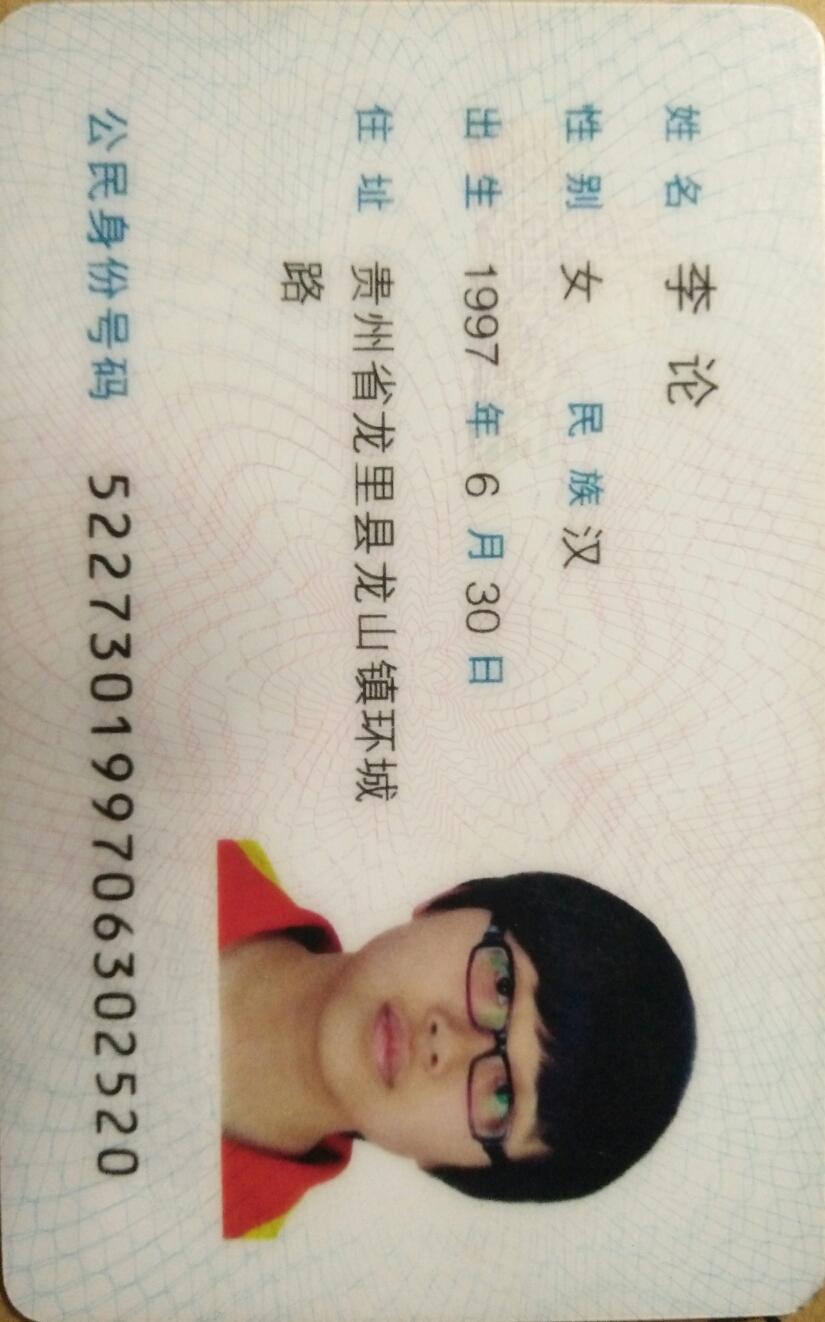 姓名 李论
性别 女 民族 汉
出生 1997 年 6 月 30 日
住址 贵州省龙里县龙山镇环城
路
公民身份号码 522730199706302520